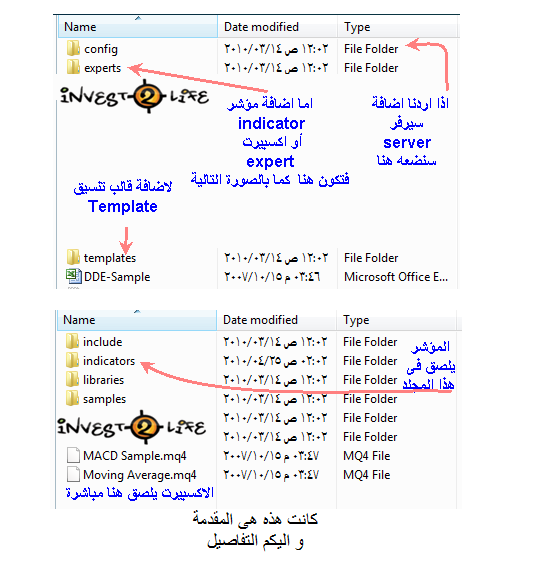 Name Date modified Type
config ٢٠١٠/٠٣/١٤ ص ١٢:٠٢ File Folder
experts ٢٠١٠/٠٣/١٤ ص ١٢:٠٢ File Folder
INVEST-2-LIFE
اما اضافة مؤشر
indicator
أو اكسبيرت
expert
فتكون هنا كما بالصورة التالية
اذا اردنا اضافة
سيرفر
server
سنضعه هنا
لاضافة قالب تنسيق
Template
templates ٢٠١٠/٠٣/١٤ ص ١٢:٠٢ File Folder
DDE-Sample ٢٠٠٧/١٠/١٥ م ٠٣:٤٦ Microsoft Office E...
Name Date modified Type
include ٢٠١٠/٠٣/١٤ ص ١٢:٠٢ File Folder
indicators ٢٠١٠/٠٤/٢٥ ص ٠٢:٠٢ File Folder
libraries ٢٠١٠/٠٣/١٤ ص ١٢:٠٢ File Folder
samples ٢٠١٠/٠٣/١٤ ص ١٢:٠٢ File Folder
المؤشر
يلصق فى
هذا المجلد
INVEST-2-LIFE
٢٠١٠/٠٣/١٤ ص ١٢:٠٢ File Folder
٢٠١٠/٠٣/١٤ ص ١٢:٠٢ File Folder
MACD Sample.mq4 ٢٠٠٧/١٠/١٥ م ٠٣:٤٧ MQ4 File
Moving Average.mq4 ٢٠٠٧/١٠/١٥ م ٠٣:٤٧ MQ4 File
الاكسبيرت يلصق هنا مباشرة
كانت هذه هى المقدمة
و اليكم التفاصيل